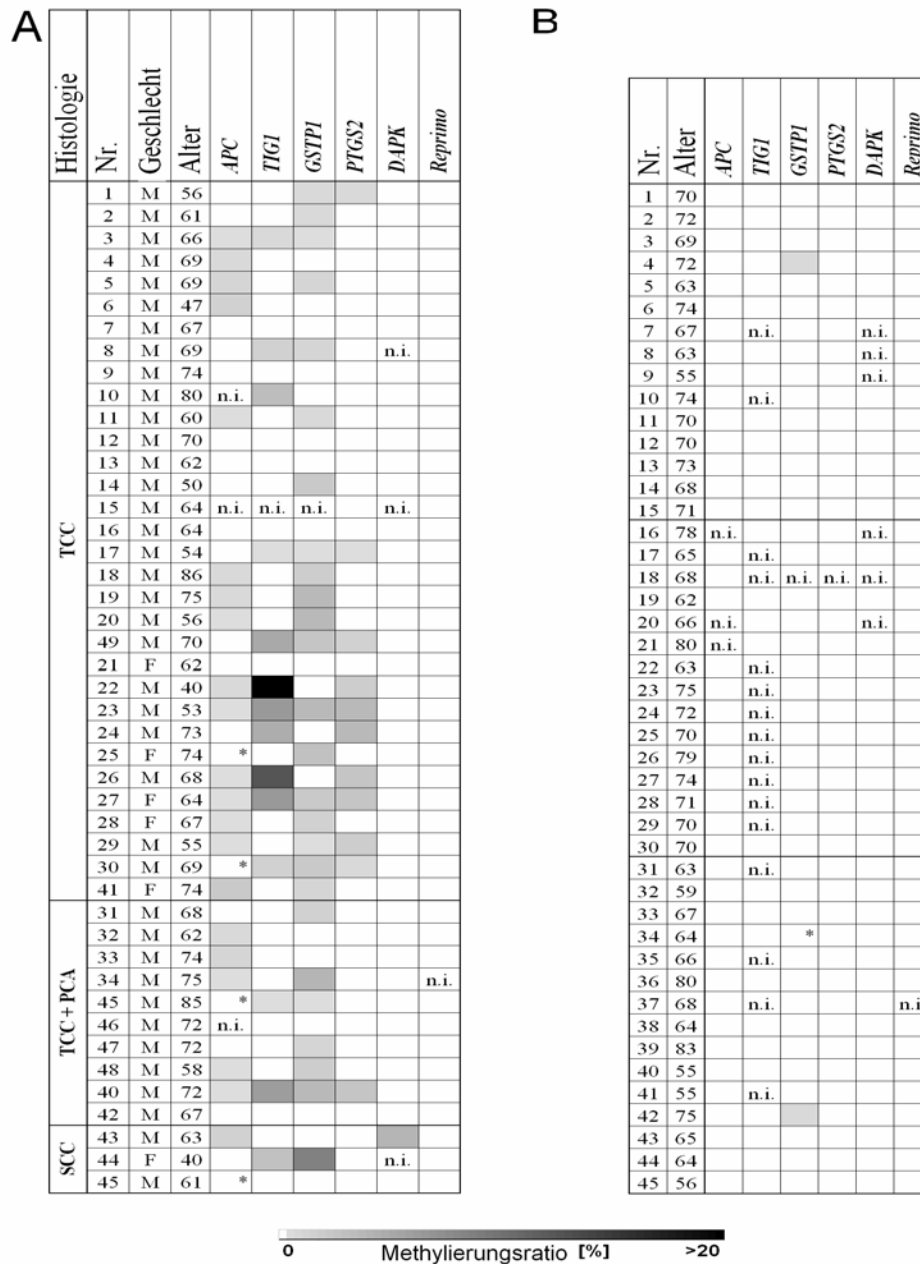 A
Histologie Nr. Geschlecht Alter APC TIG1 GSTP1 PTGS2 DAPK Reprimo
TCC
1 M 56
2 M 61
3 M 66
4 M 69
5 M 69
6 M 47
7 M 67
8 M 69 n.i.
9 M 74
10 M 80 n.i.
11 M 60
12 M 70
13 M 62
14 M 50
15 M 64 n.i. n.i. n.i. n.i.
16 M 64
17 M 54
18 M 86
19 M 75
20 M 56
49 M 70
21 F 62
22 M 40
23 M 53
24 M 73
25 F 74 *
26 M 68
27 F 64
28 F 67
29 M 55
30 M 69 *
41 F 74
TCC + PCA
31 M 68
32 M 62
33 M 74
34 M 75 n.i.
45 M 85 *
46 M 72 n.i.
47 M 72
48 M 58
40 M 72
42 M 67
SCC
43 M 63
44 F 40 n.i.
45 M 61 *
B
Nr. Alter APC TIG1 GSTP1 PTGS2 DAPK Reprimo
1 70
2 72
3 69
4 72
5 63
6 74
7 67 n.i. n.i.
8 63 n.i.
9 55 n.i.
10 74 n.i.
11 70
12 70
13 73
14 68
15 71
16 78 n.i. n.i.
17 65 n.i.
18 68 n.i. n.i. n.i. n.i.
19 62
20 66 n.i. n.i.
21 80 n.i.
22 63 n.i.
23 75 n.i.
24 72 n.i.
25 70 n.i.
26 79 n.i.
27 74 n.i.
28 71 n.i.
29 70 n.i.
30 70
31 63 n.i.
32 59
33 67
34 64 *
35 66 n.i.
36 80
37 68 n.i. n.i
38 64
39 83
40 55
41 55 n.i.
42 75
43 65
44 64
45 56
0 Methylierungsratio [%] >20